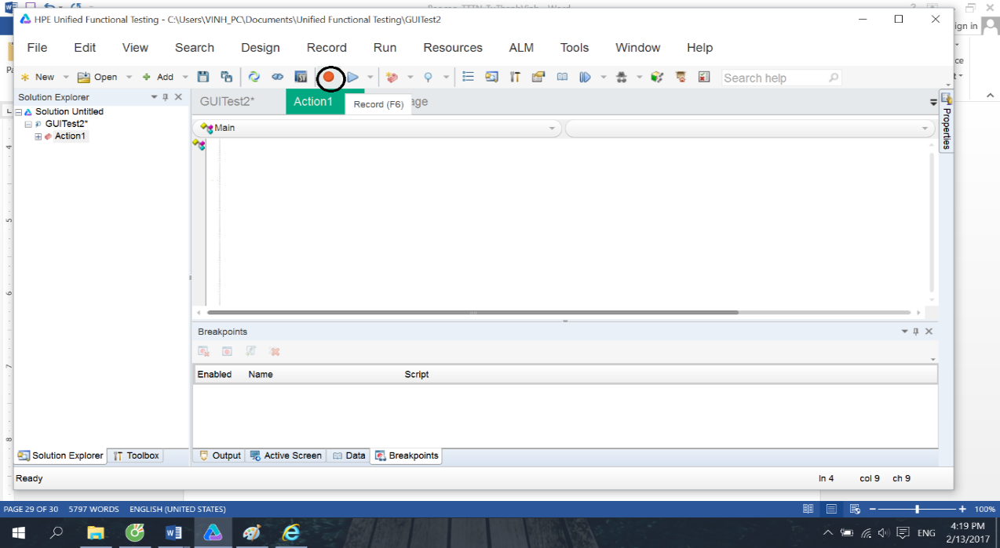 HPE Unified Functional Testing - C:\Users\VINH_PC\Documents\Unified Functional Testing\GUITest2
ign in
File Edit View Search Design Record Run Resources ALM Tools Window Help
New Open Add Search help
Solution Explorer
GUITest2* Action1 Record (F6) age
Solution Untitled
GUITest2*
Action1
Main
Properties
Breakpoints
Enabled Name Script
Solution Explorer Toolbox Output Active Screen Data Breakpoints
Ready ln 4 col 9 ch 9
PAGE 29 OF 30 5797 WORDS ENGLISH (UNITED STATES) 100%
ENG
4:19 PM
2/13/2017